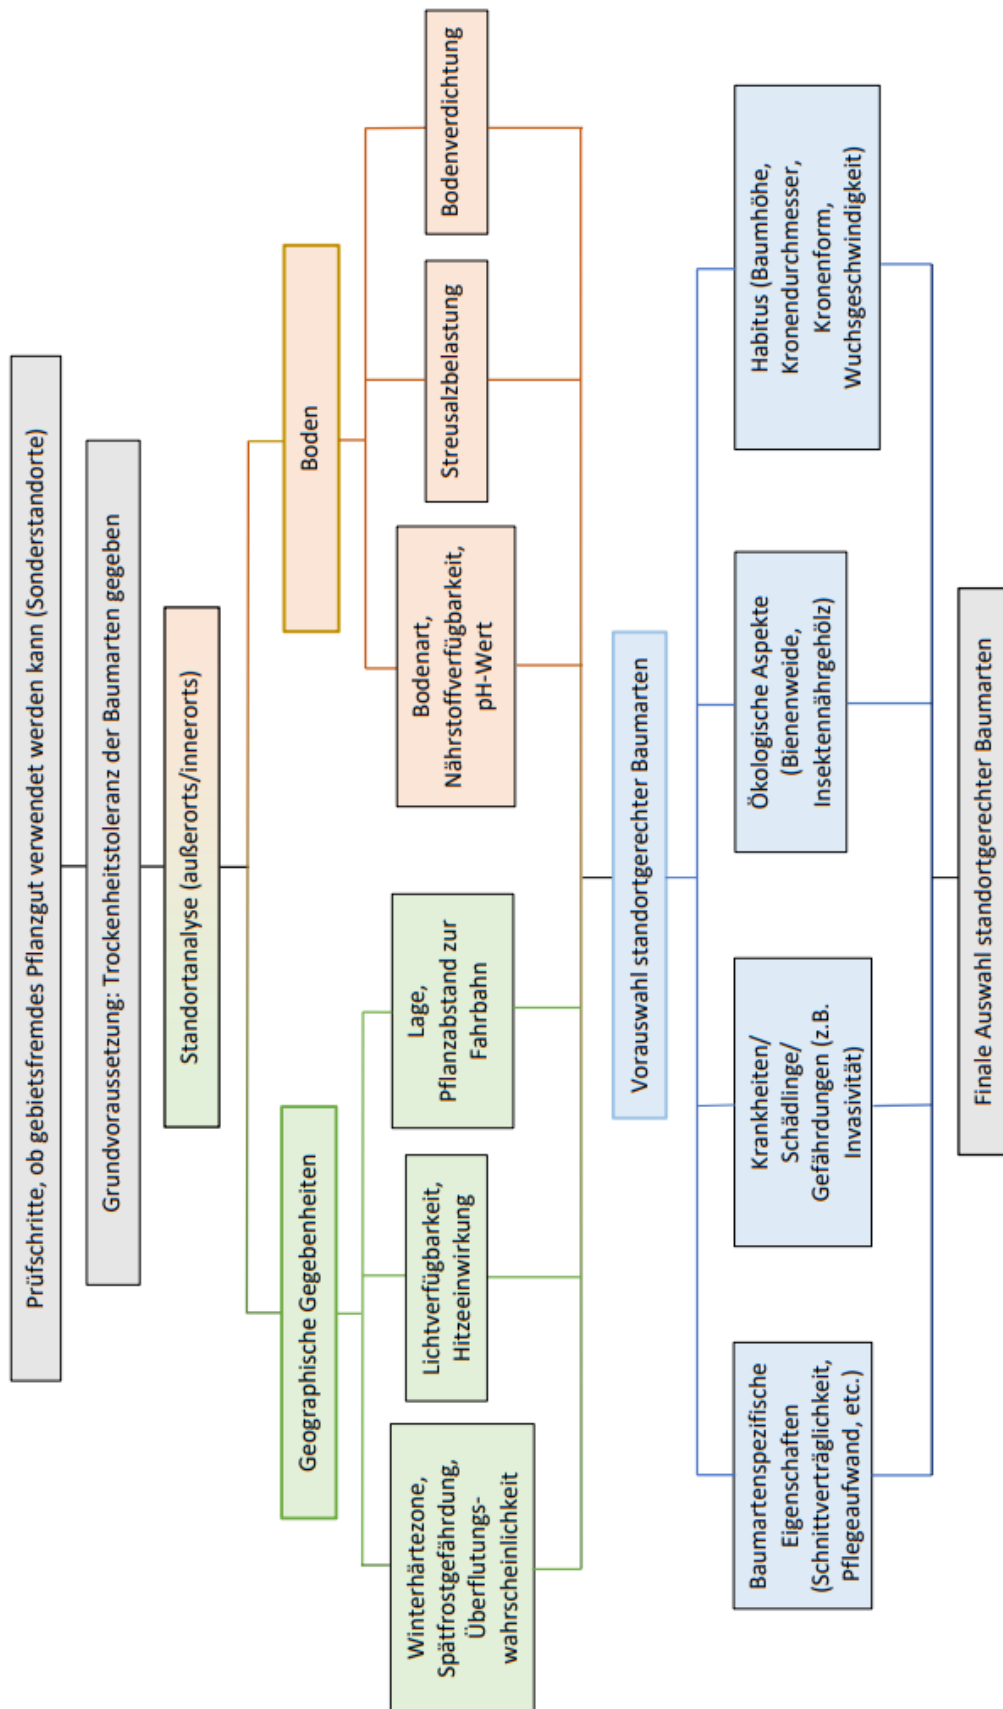 Prüfschritte, ob gebietsfremdes Pflanzgut verwendet werden kann (Sonderstandorte)
Grundvoraussetzung: Trockenheitstoleranz der Baumarten gegeben
Standortanalyse (außerorts/innerorts)
Geographische Gegebenheiten
Boden
Winterhärtezone,
Spätfrostgefährdung,
Überflutungs-
wahrscheinlichkeit
Lichtverfügbarkeit,
Hitzeeinwirkung
Lage,
Pflanzabstand zur
Fahrbahn
Bodenart,
Nährstoffverfügbarkeit,
pH-Wert
Streusalzbelastung
Bodenverdichtung
Vorauswahl standortgerechter Baumarten
Baumartenspezifische
Eigenschaften
(Schnittverträglichkeit,
Pflegeaufwand, etc.)
Krankheiten/
Schädlinge/
Gefährdungen (z.B.
Invasivität)
Ökologische Aspekte
(Bienenweide,
Insektennährgehölz)
Habitus (Baumhöhe,
Kronendurchmesser,
Kronenform,
Wuchsgeschwindigkeit)
Finale Auswahl standortgerechter Baumarten